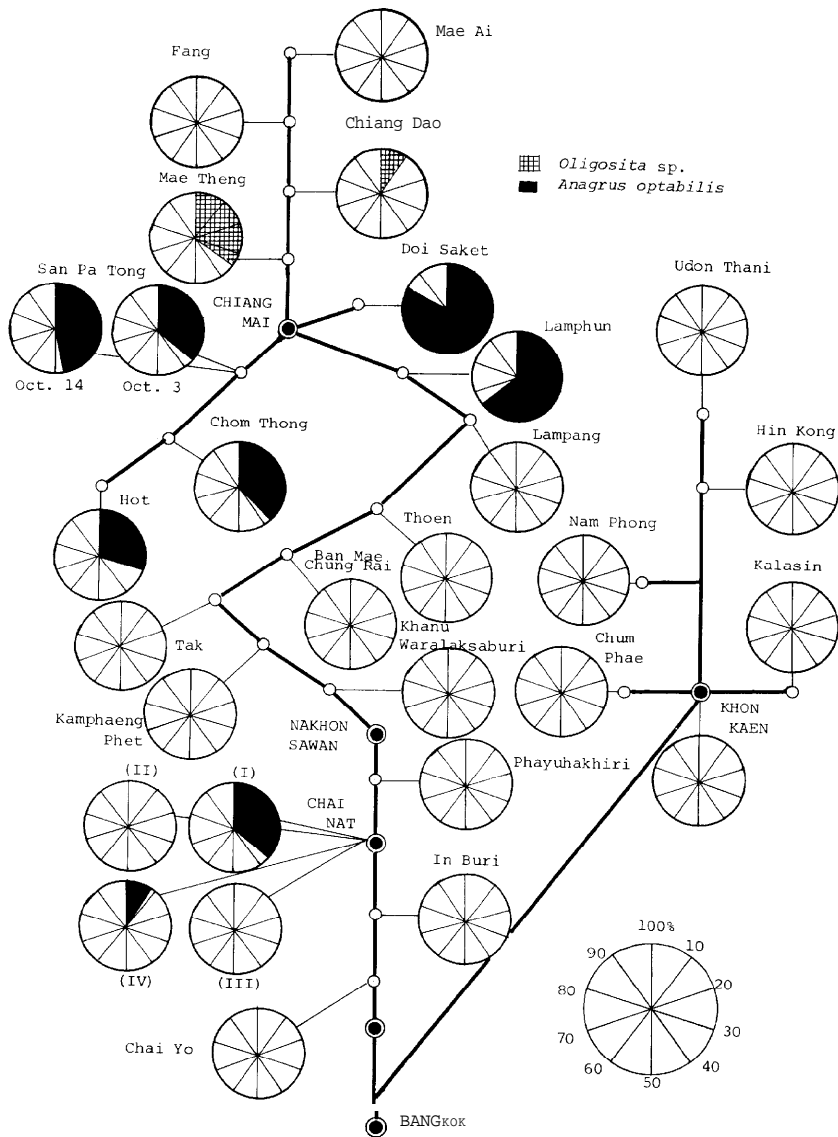 Mae Ai
Fang
Chiang Dao
Oligosita sp.
Anagrus optabilis
Mae Theng
Doi Saket
Udon Thani
San Pa Tong
CHIANG
MAI
Lamphun
Oct. 14
Oct. 3
Chom Thong
Lampang
Hin Kong
Hot
Thoen
Nam Phong
Ban Mae
Chung Rai
Kalasin
Tak
Khanu
Waralaksaburi
Chum
Phae
Kamphaeng
Phet
NAKHON
SAWAN
KHON
KAEN
Phayuhakhiri
(II)
(I)
CHAI
NAT
In Buri
(IV)
(III)
100%
90
10
80
20
70
30
60
40
50
Chai Yo
BANGKOK